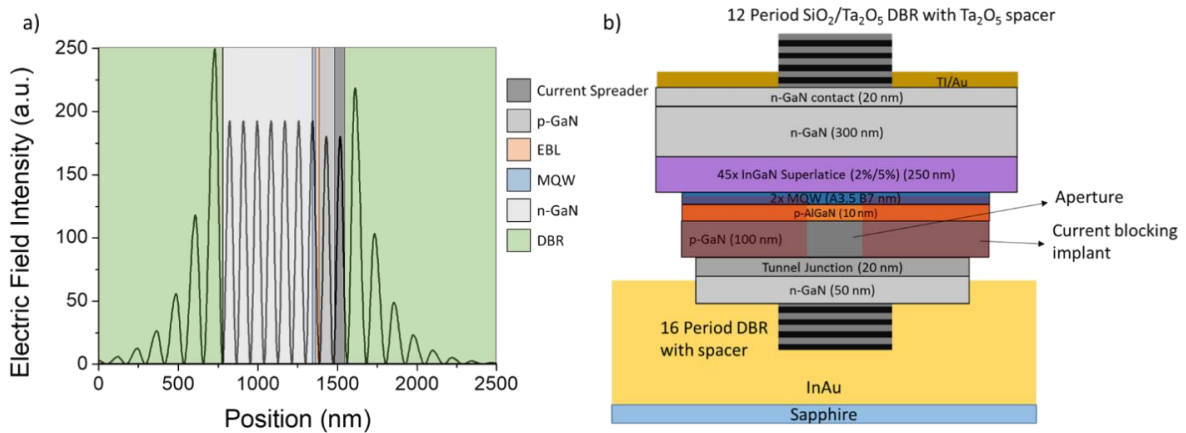 a)
Electric Field Intensity (a.u.)
250
200
150
100
50
0
0
500
1000
1500
2000
2500
Position (nm)
Current Spreader
p-GaN
EBL
MQW
n-GaN
DBR
b)
12 Period SiO₂/Ta₂O₅ DBR with Ta₂O₅ spacer
TI/Au
n-GaN contact (20 nm)
n-GaN (300 nm)
45x InGaN Superlatice (2%/5%) (250 nm)
2x MQW (A3.5 B7 nm)
p-AlGaN (10 nm)
p-GaN (100 nm)
Aperture
Current blocking
implant
Tunnel Junction (20 nm)
n-GaN (50 nm)
16 Period DBR
with spacer
InAu
Sapphire